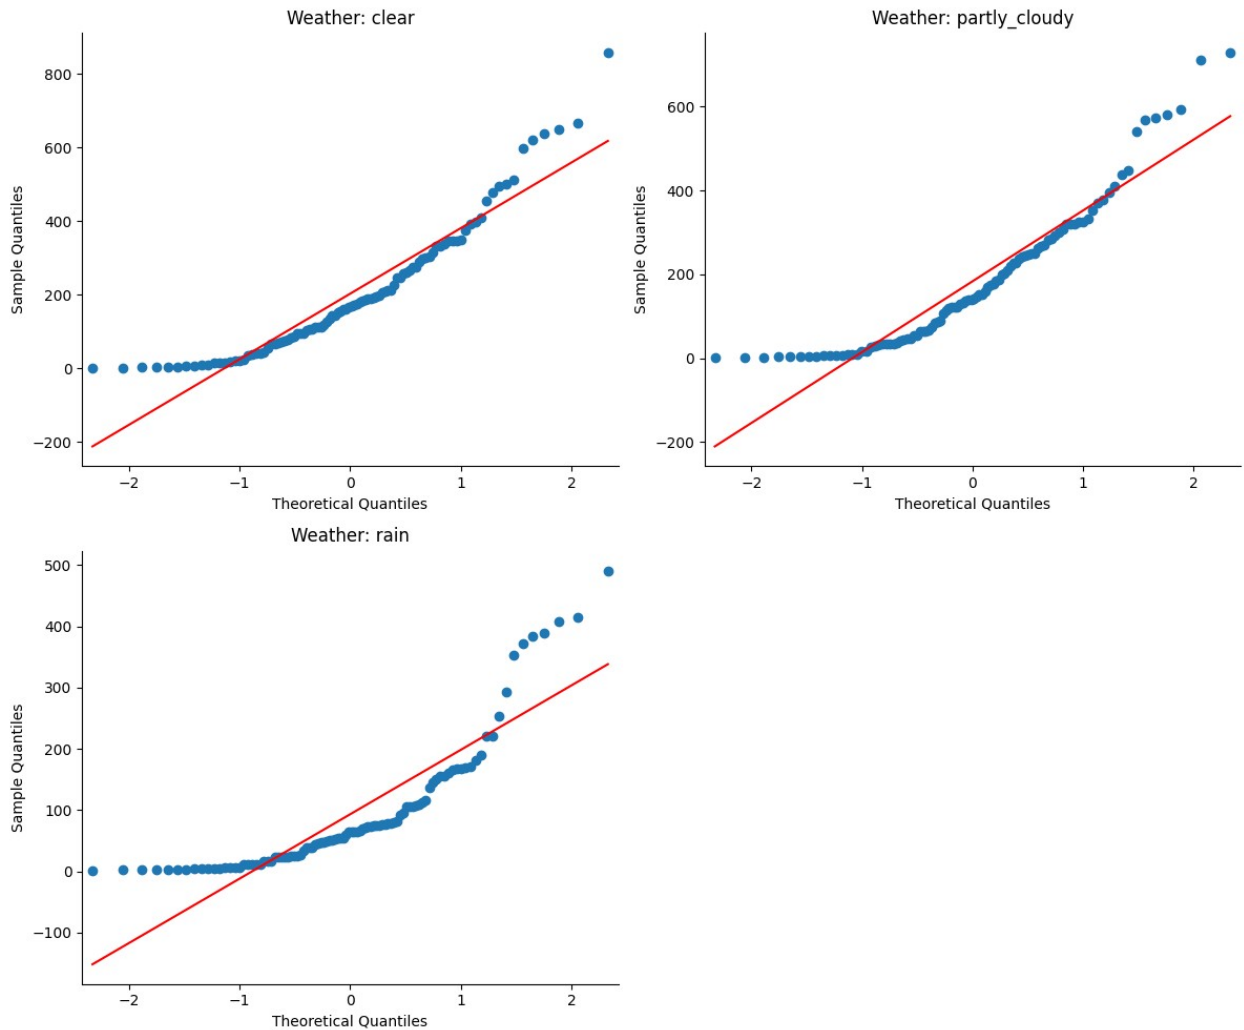 Weather: clear
800
600
400
200
0
−200
−2 −1 0 1 2
Sample Quantiles
Theoretical Quantiles
Weather: partly_cloudy
600
400
200
0
−200
−2 −1 0 1 2
Sample Quantiles
Theoretical Quantiles
Weather: rain
500
400
300
200
100
0
−100
−2 −1 0 1 2
Sample Quantiles
Theoretical Quantiles